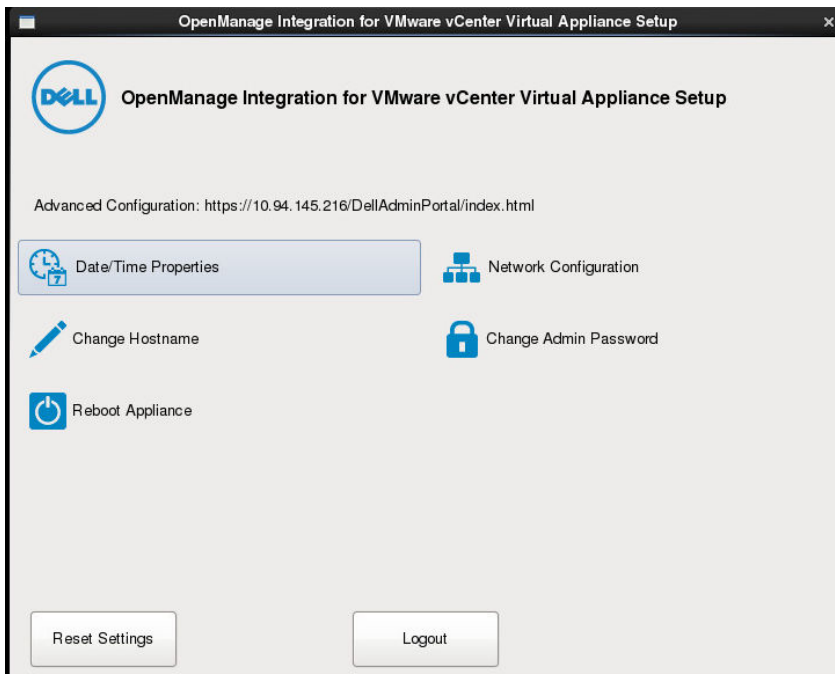 OpenManage Integration for VMware vCenter Virtual Appliance Setup
DELL
OpenManage Integration for VMware vCenter Virtual Appliance Setup
Advanced Configuration: https://10.94.145.216/DellAdminPortal/index.html
7
Date/Time Properties
Network Configuration
Change Hostname
Change Admin Password
Reboot Appliance
Reset Settings
Logout